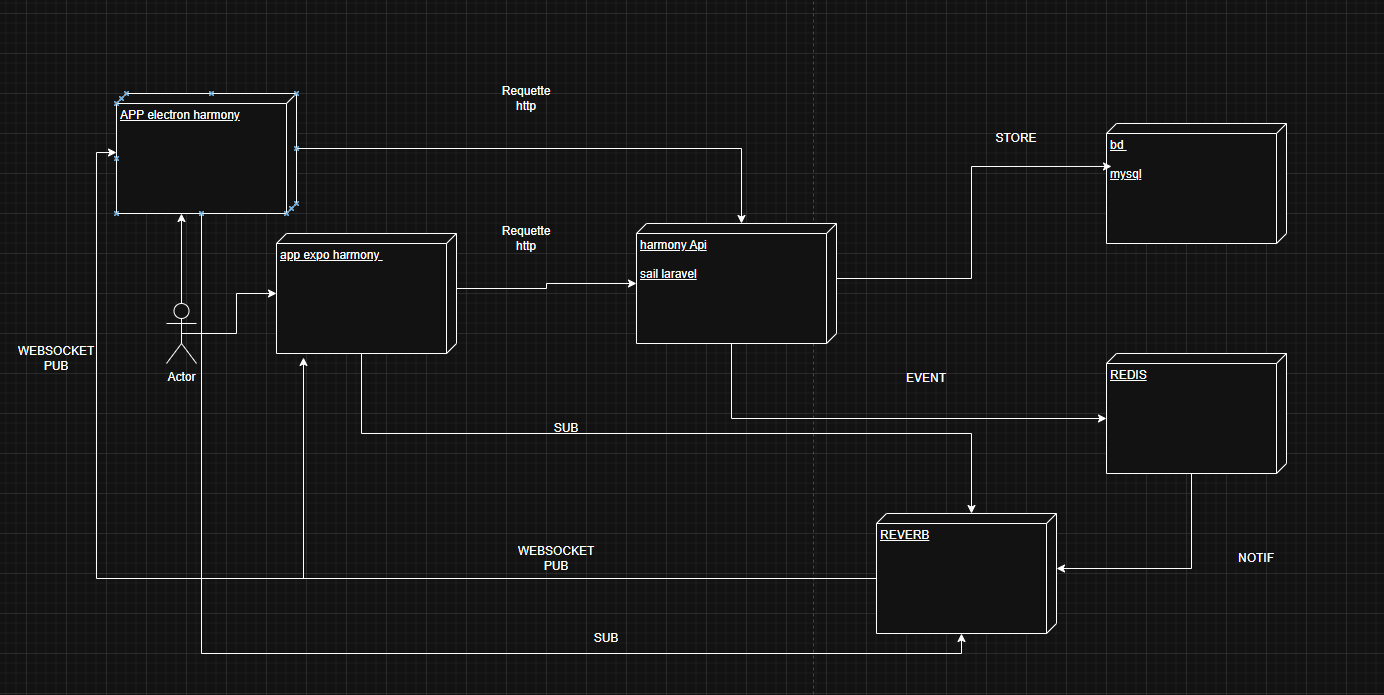 Requette
http
APP electron harmony
STORE
bd
mysql
Requette
http
harmony Api
sail laravel
app expo harmony
WEBSOCKET
PUB
Actor
EVENT
REDIS
SUB
REVERB
WEBSOCKET
PUB
NOTIF
SUB